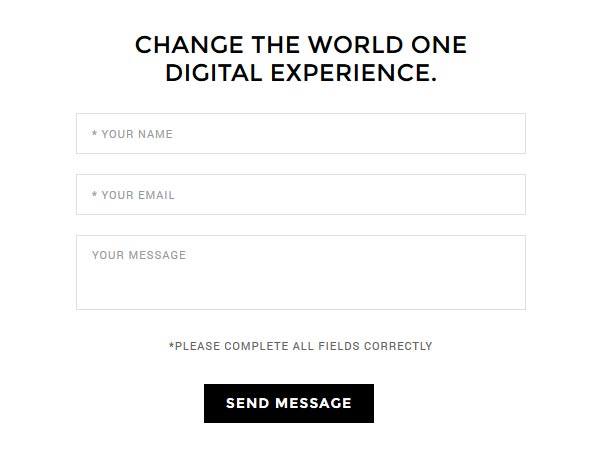 CHANGE THE WORLD ONE
DIGITAL EXPERIENCE.
* YOUR NAME
* YOUR EMAIL
YOUR MESSAGE
*PLEASE COMPLETE ALL FIELDS CORRECTLY
SEND MESSAGE